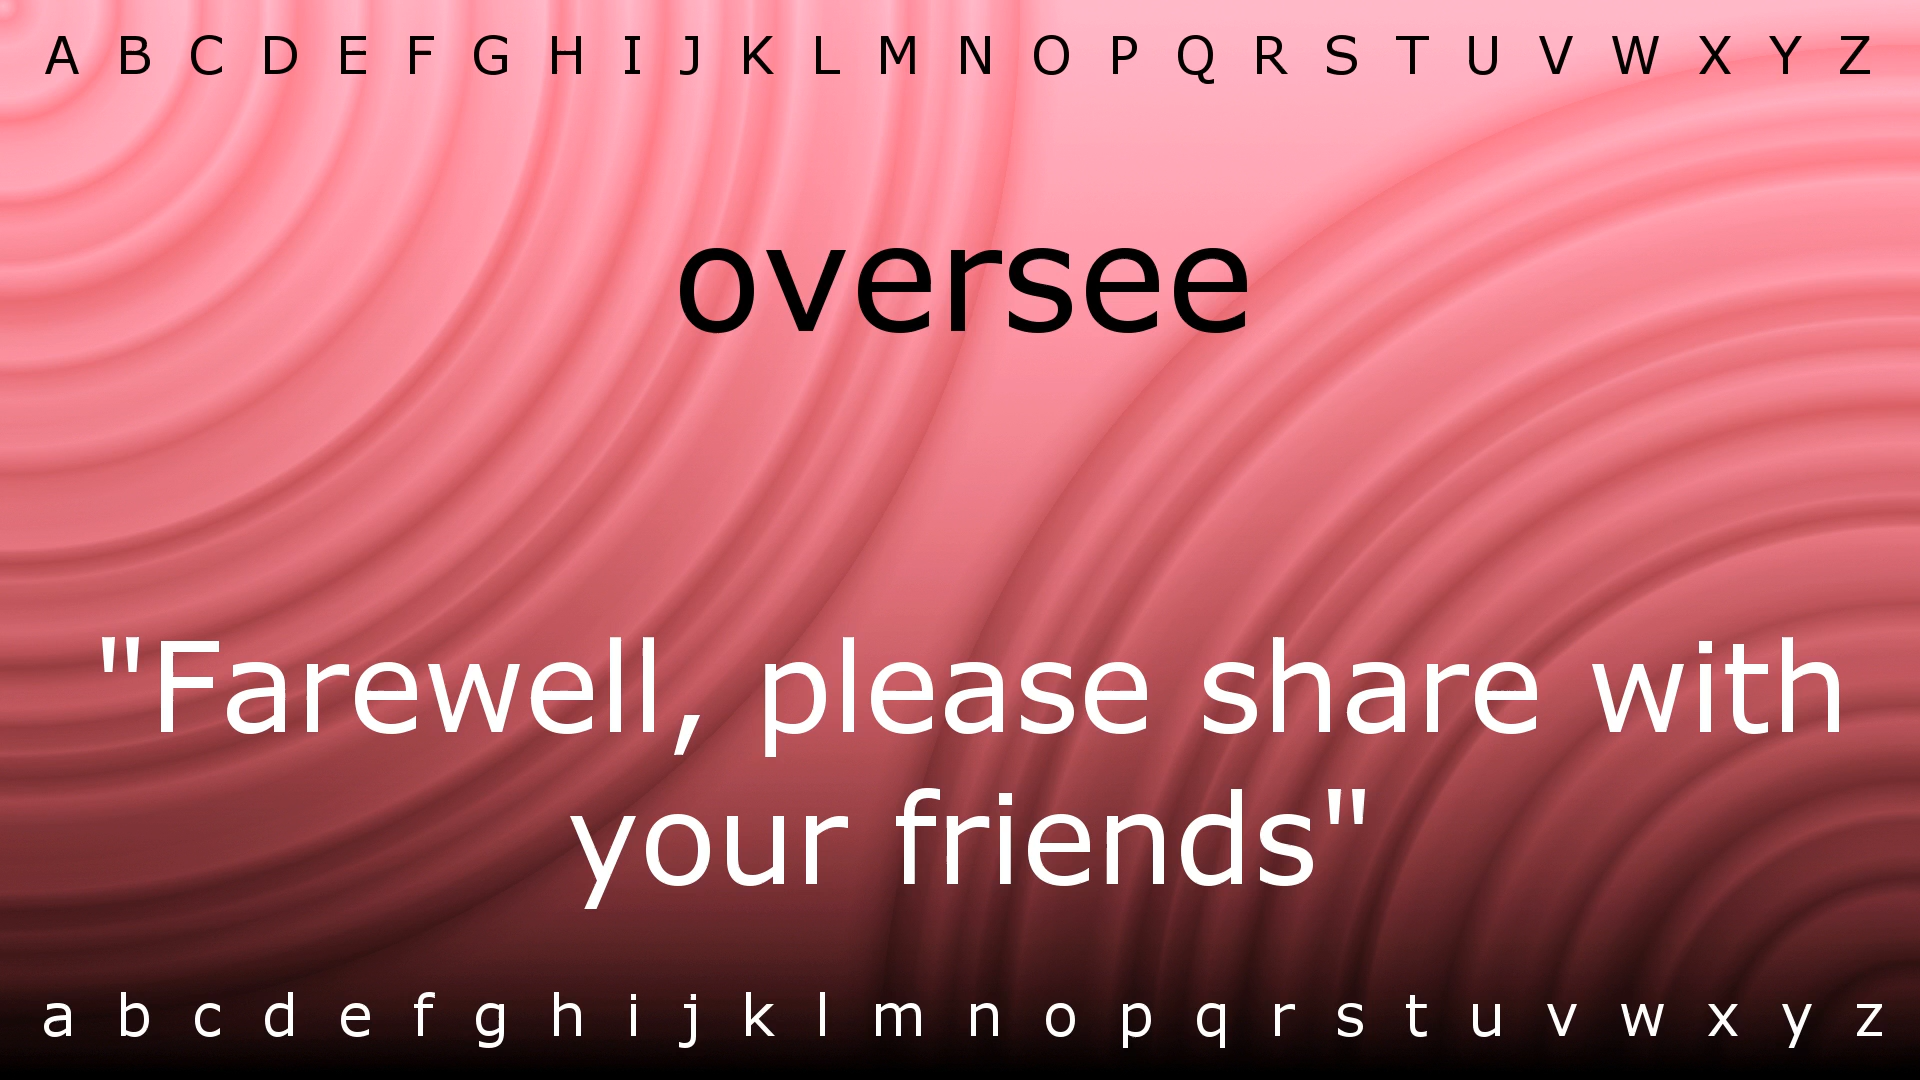 A B C D E F G H I J K L M N O P Q R S T U V W X Y Z
oversee
"Farewell, please share with
your friends"
a b c d e f g h i j k l m n o p q r s t u v w x y z